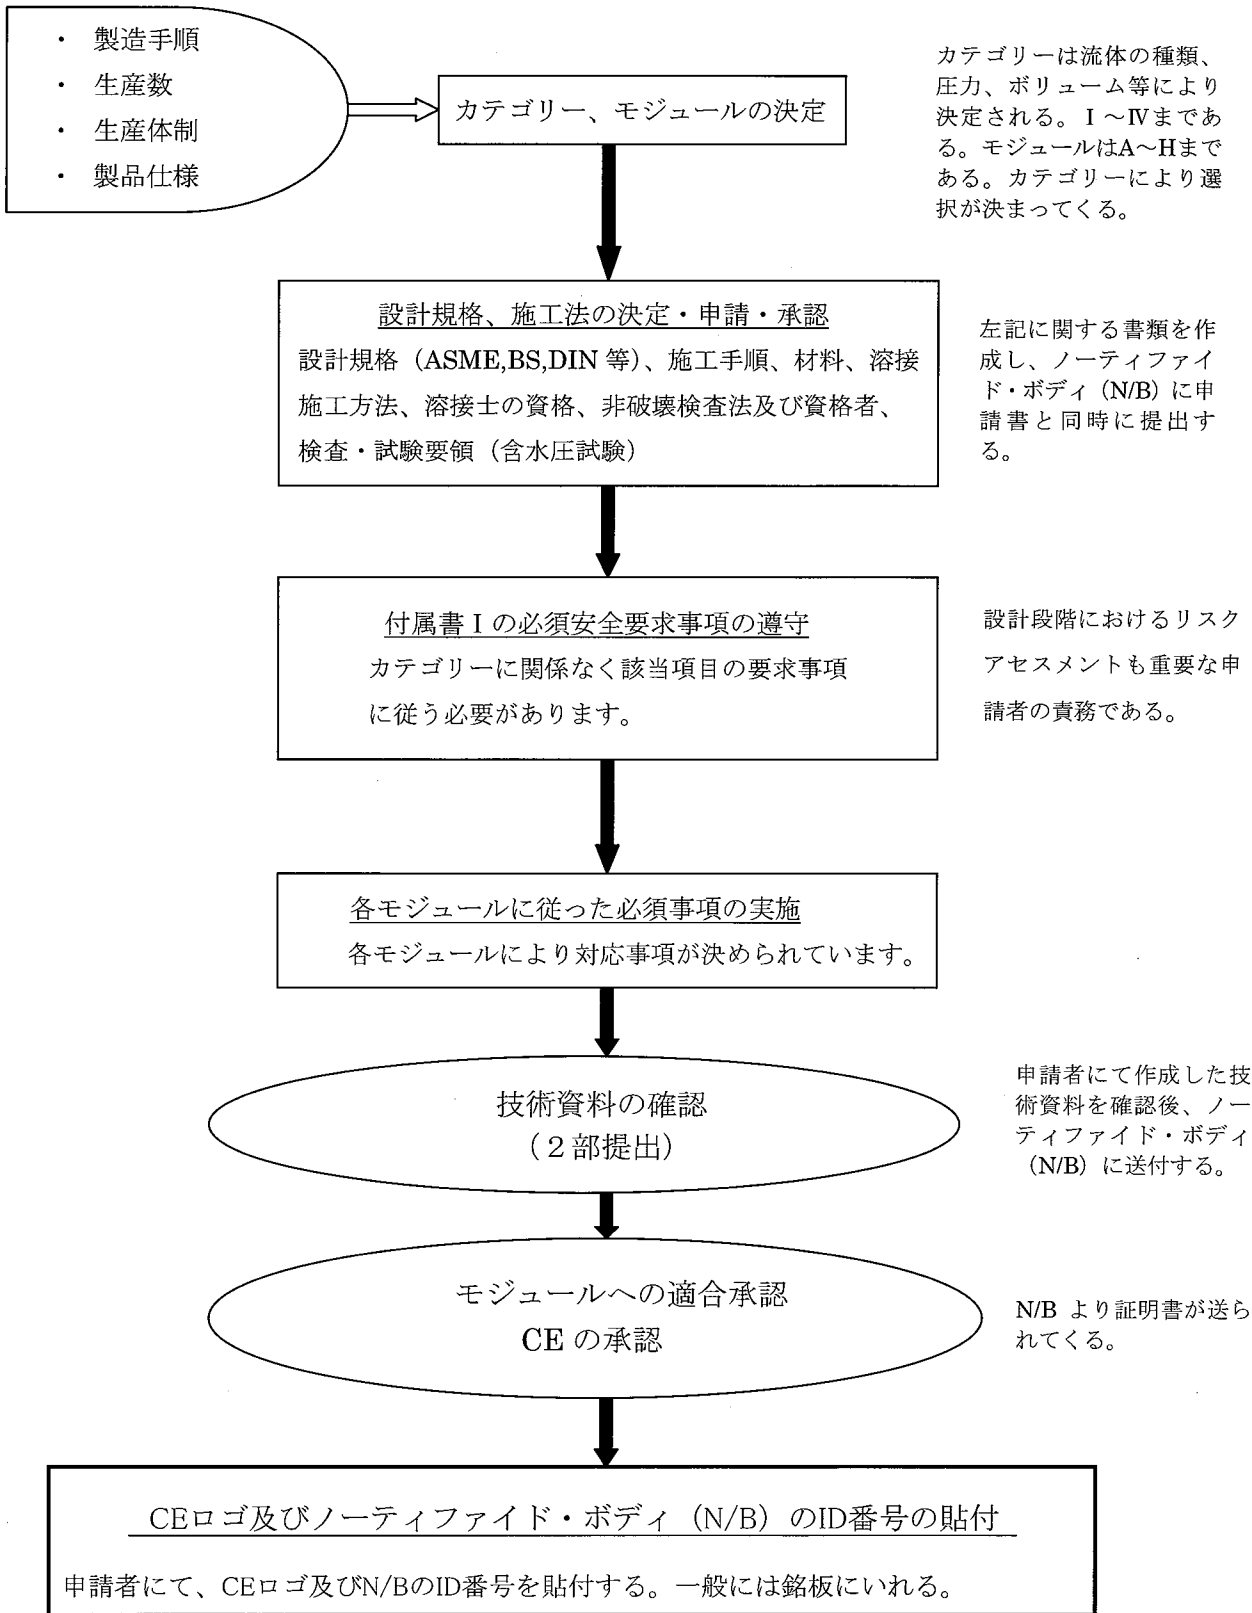 ・ 製造手順
・ 生産数
・ 生産体制
・ 製品仕様
カテゴリー、モジュールの決定
カテゴリーは流体の種類、
圧力、ボリューム等により
決定される。Ⅰ～Ⅳまであ
る。モジュールはA～Hまで
ある。カテゴリーにより選
択が決まってくる。
設計規格、施工法の決定・申請・承認
設計規格（ASME,BS,DIN 等）、施工手順、材料、溶接
施工方法、溶接士の資格、非破壊検査法及び資格者、
検査・試験要領（含水圧試験）
左記に関する書類を作
成し、ノーティファイ
ド・ボディ（N/B）に申
請書と同時に提出す
る。
付属書Ⅰの必須安全要求事項の遵守
カテゴリーに関係なく該当項目の要求事項
に従う必要があります。
設計段階におけるリスク
アセスメントも重要な申
請者の責務である。
各モジュールに従った必須事項の実施
各モジュールにより対応事項が決められています。
技術資料の確認
（２部提出）
申請者にて作成した技
術資料を確認後、ノー
ティファイド・ボディ
（N/B）に送付する。
モジュールへの適合承認
CE の承認
N/B より証明書が送ら
れてくる。
CEロゴ及びノーティファイド・ボディ（N/B）のID番号の貼付
申請者にて、CEロゴ及びN/BのID番号を貼付する。一般には銘板にいれる。